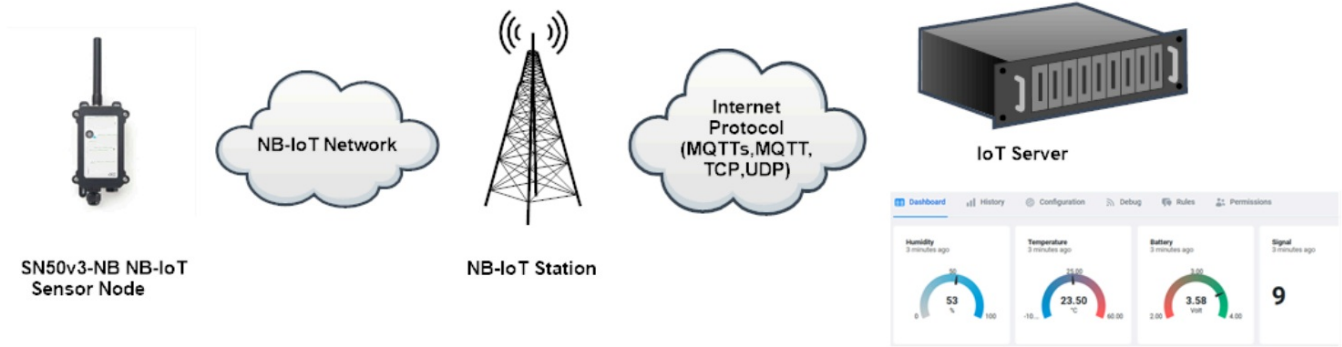 NB-IoT Network
Internet
Protocol
(MQTTs,MQTT,
TCP,UDP)
IoT Server
SN50v3-NB NB-IoT
Sensor Node
NB-IoT Station
Dashboard History Configuration Debug Rules Permissions
Humidity
3 minutes ago
50
53
%
0 100
Temperature
3 minutes ago
25.00
23.50
°C
-10... 60.00
Battery
3 minutes ago
3.00
3.58
Volt
2.00 4.00
Signal
3 minutes ago
9